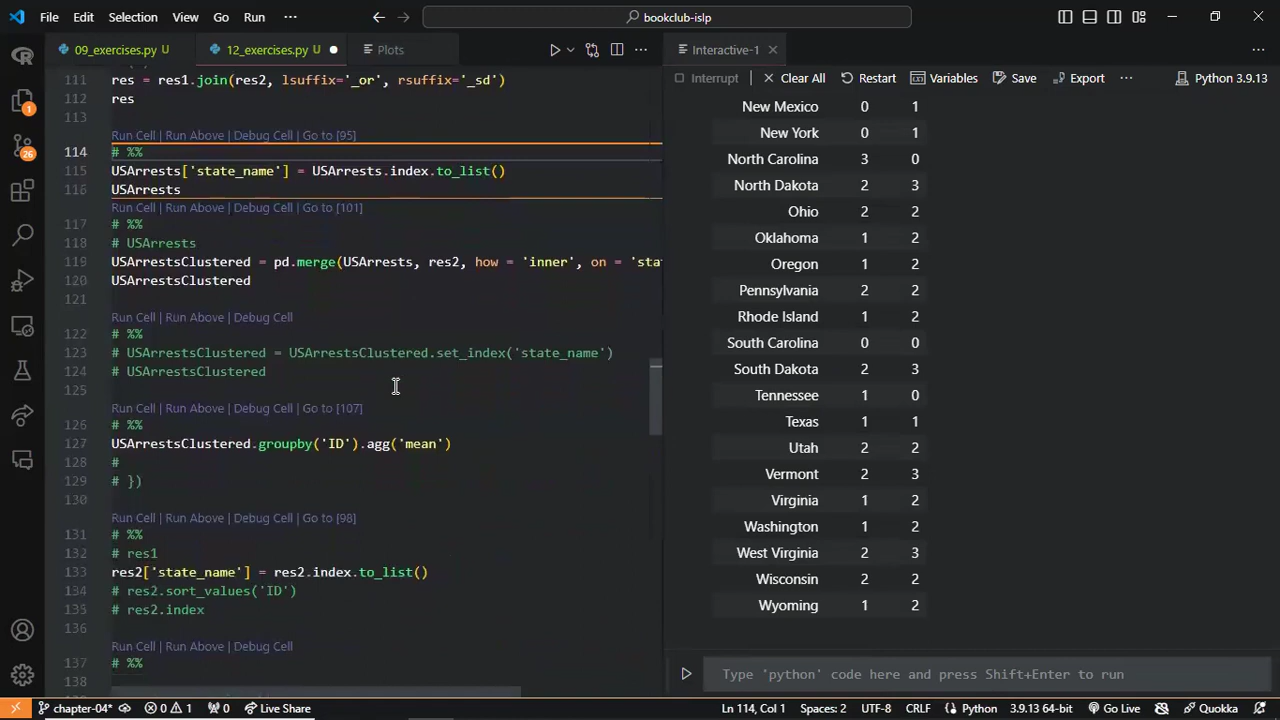 File Edit Selection View Go Run ··· bookclub-islp
09_exercises.py U 12_exercises.py U Plots Interactive-1
Interrupt Clear All Restart Variables Save Export ··· Python 3.9.13
111 res = res1.join(res2, lsuffix='_or', rsuffix='_sd')
112 res
113
Run Cell | Run Above | Debug Cell | Go to [95]
114 # %%
115 USArrests['state_name'] = USArrests.index.to_list()
116 USArrests
Run Cell | Run Above | Debug Cell | Go to [101]
117 # %%
118 # USArrests
119 USArrestsClustered = pd.merge(USArrests, res2, how = 'inner', on = 'sta
120 USArrestsClustered
121
Run Cell | Run Above | Debug Cell
122 # %%
123 # USArrestsClustered = USArrestsClustered.set_index('state_name')
124 # USArrestsClustered
125
Run Cell | Run Above | Debug Cell | Go to [107]
126 # %%
127 USArrestsClustered.groupby('ID').agg('mean')
128 #
129 # })
130
Run Cell | Run Above | Debug Cell | Go to [98]
131 # %%
132 # res1
133 res2['state_name'] = res2.index.to_list()
134 # res2.sort_values('ID')
135 # res2.index
136
Run Cell | Run Above | Debug Cell
137 # %%
138
New Mexico 0 1
New York 0 1
North Carolina 3 0
North Dakota 2 3
Ohio 2 2
Oklahoma 1 2
Oregon 1 2
Pennsylvania 2 2
Rhode Island 1 2
South Carolina 0 0
South Dakota 2 3
Tennessee 1 0
Texas 1 1
Utah 2 2
Vermont 2 3
Virginia 1 2
Washington 1 2
West Virginia 2 3
Wisconsin 2 2
Wyoming 1 2
Type 'python' code here and press Shift+Enter to run
1
26
chapter-04* 0 1 0 Live Share Ln 114, Col 1 Spaces: 2 UTF-8 CRLF Python 3.9.13 64-bit Go Live Quokka